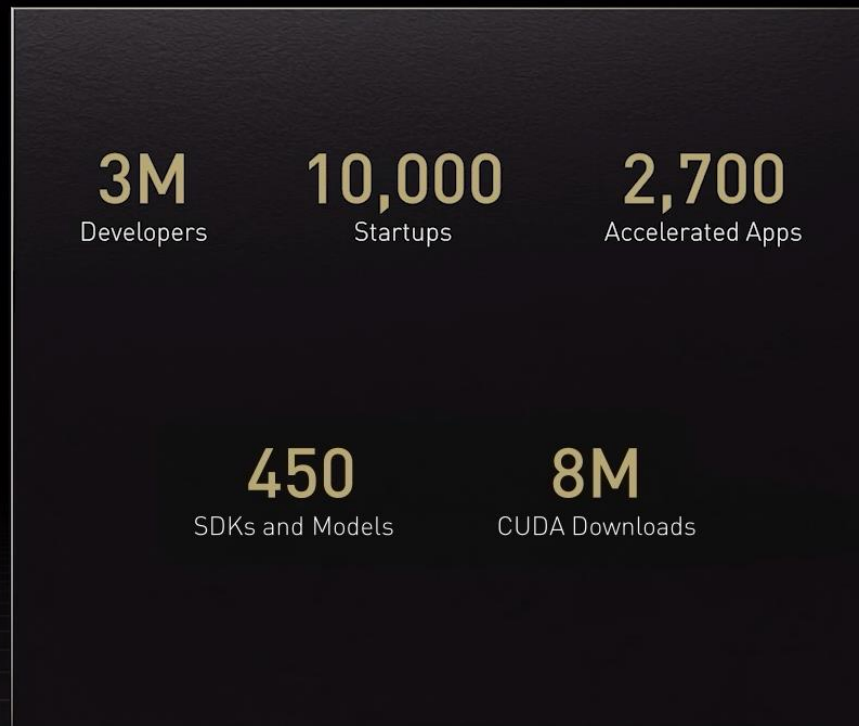 3M 10,000 2,700
Developers Startups Accelerated Apps
450 8M
SDKs and Models CUDA Downloads